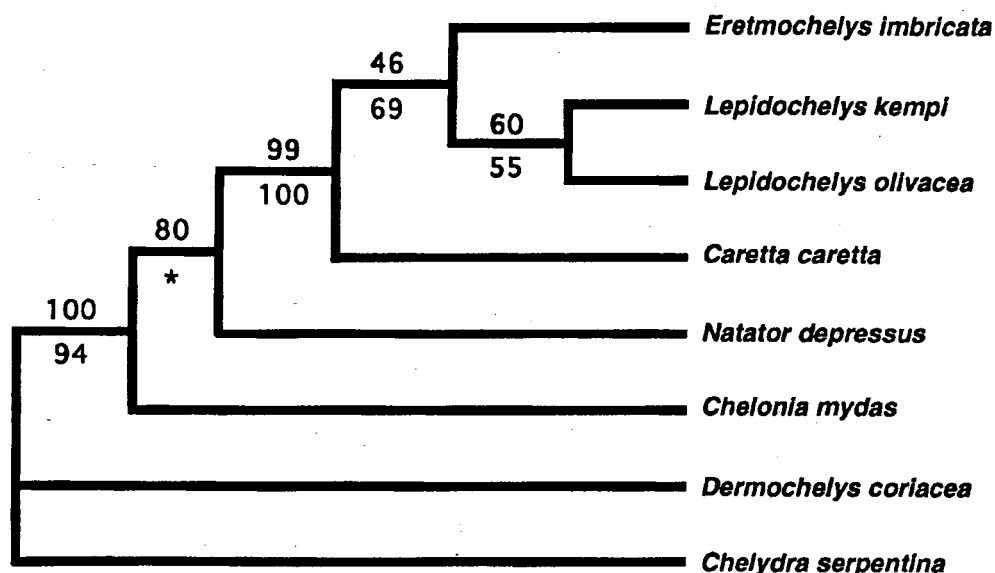 Eretmochelys imbricata
46
69
Lepidochelys kempi
60
55
99
100
Lepidochelys olivacea
80
*
Caretta caretta
100
94
Natator depressus
Chelonia mydas
Dermochelys coriacea
Chelydra serpentina